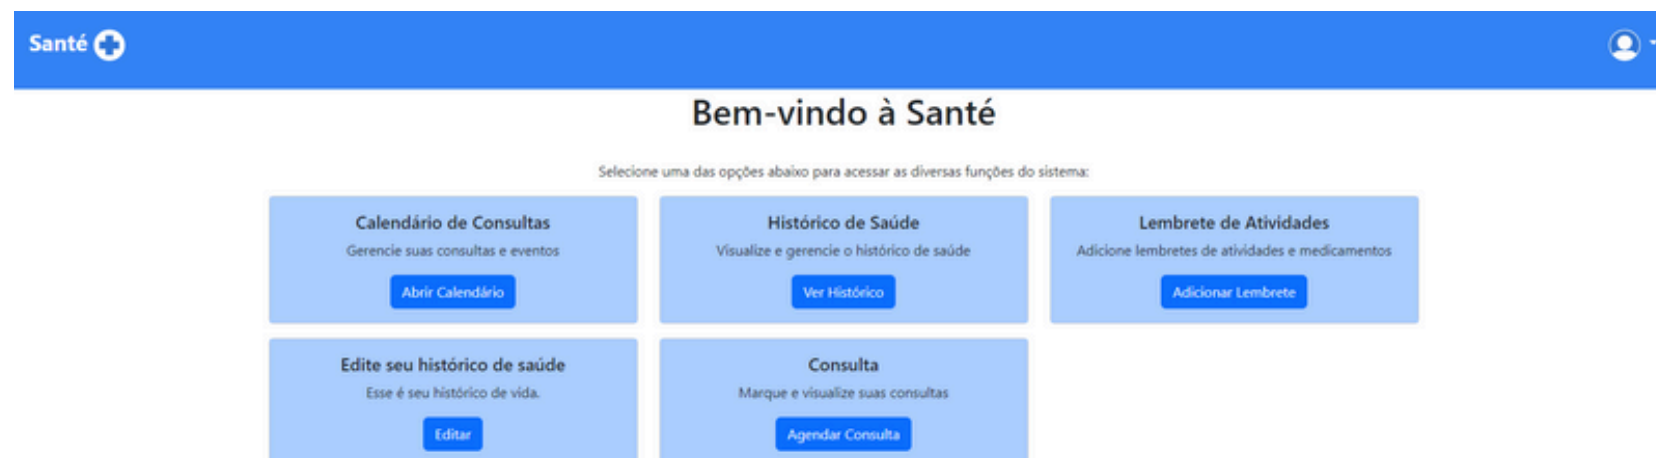 Santé
Bem-vindo à Santé
Selecione uma das opções abaixo para acessar as diversas funções do sistema:
Calendário de Consultas
Gerencie suas consultas e eventos
Abrir Calendário
Histórico de Saúde
Visualize e gerencie o histórico de saúde
Ver Histórico
Lembrete de Atividades
Adicione lembretes de atividades e medicamentos
Adicionar Lembrete
Edite seu histórico de saúde
Esse é seu histórico de vida.
Editar
Consulta
Marque e visualize suas consultas
Agendar Consulta